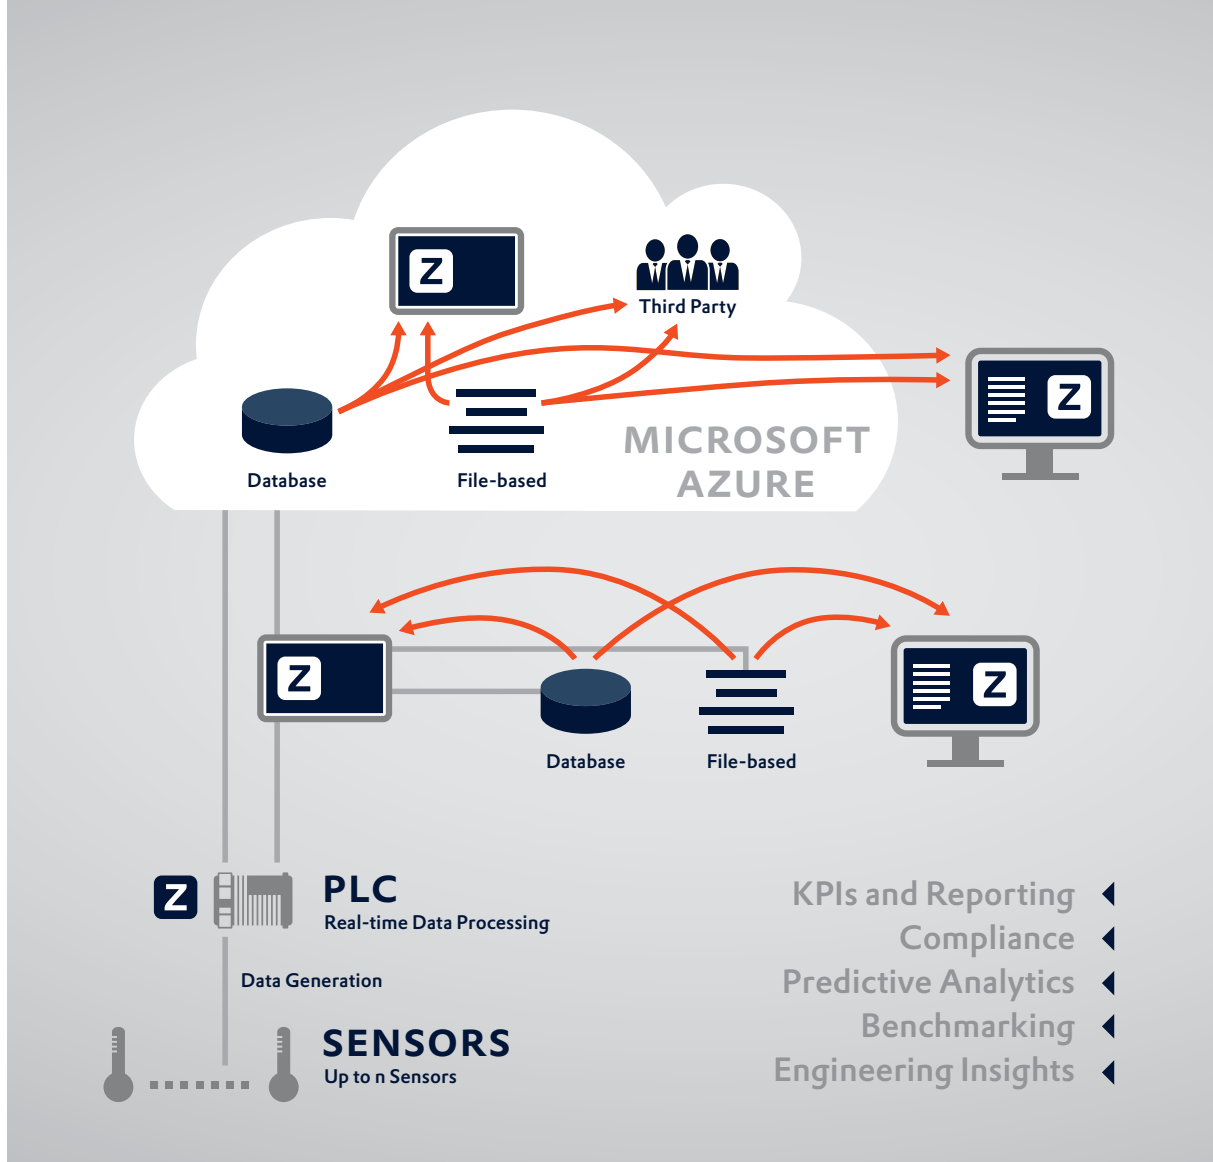 Z
Third Party
Z
Database
File-based
MICROSOFT
AZURE
Z
Z
Database
File-based
Z
PLC
Real-time Data Processing
Data Generation
SENSORS
Up to n Sensors
KPIs and Reporting
Compliance
Predictive Analytics
Benchmarking
Engineering Insights